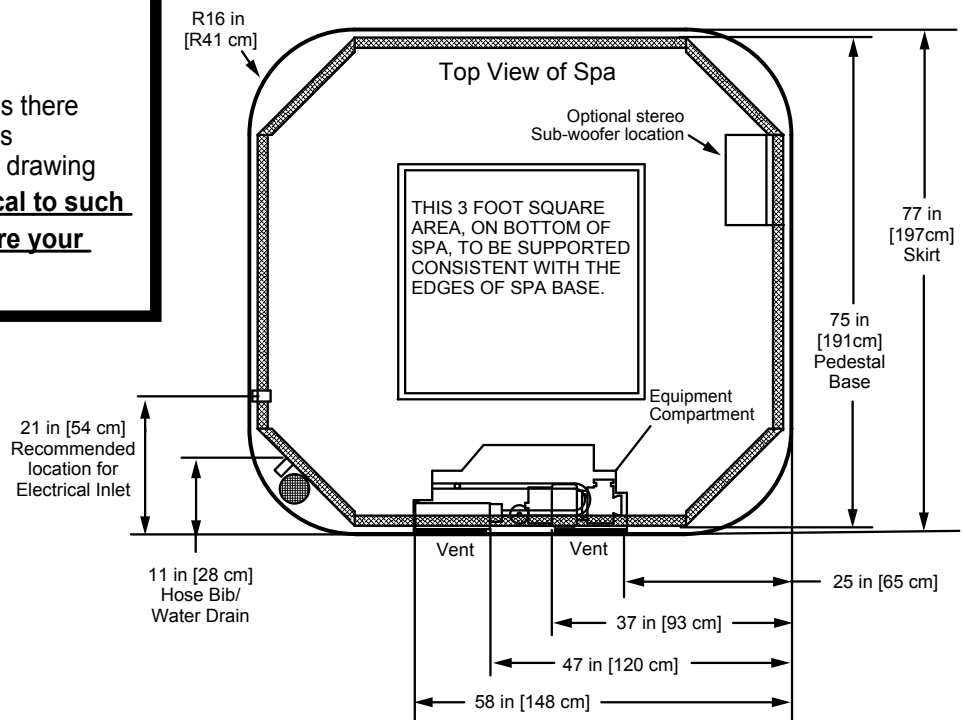 s there
s
drawing
cal to such
re your
R16 in
[R41 cm]
Top View of Spa
Optional stereo
Sub-woofer location
THIS 3 FOOT SQUARE
AREA, ON BOTTOM OF
SPA, TO BE SUPPORTED
CONSISTENT WITH THE
EDGES OF SPA BASE.
77 in
[197cm]
Skirt
75 in
[191cm]
Pedestal
Base
Equipment
Compartment
21 in [54 cm]
Recommended
location for
Electrical Inlet
11 in [28 cm]
Hose Bib/
Water Drain
Vent
Vent
25 in [65 cm]
37 in [93 cm]
47 in [120 cm]
58 in [148 cm]